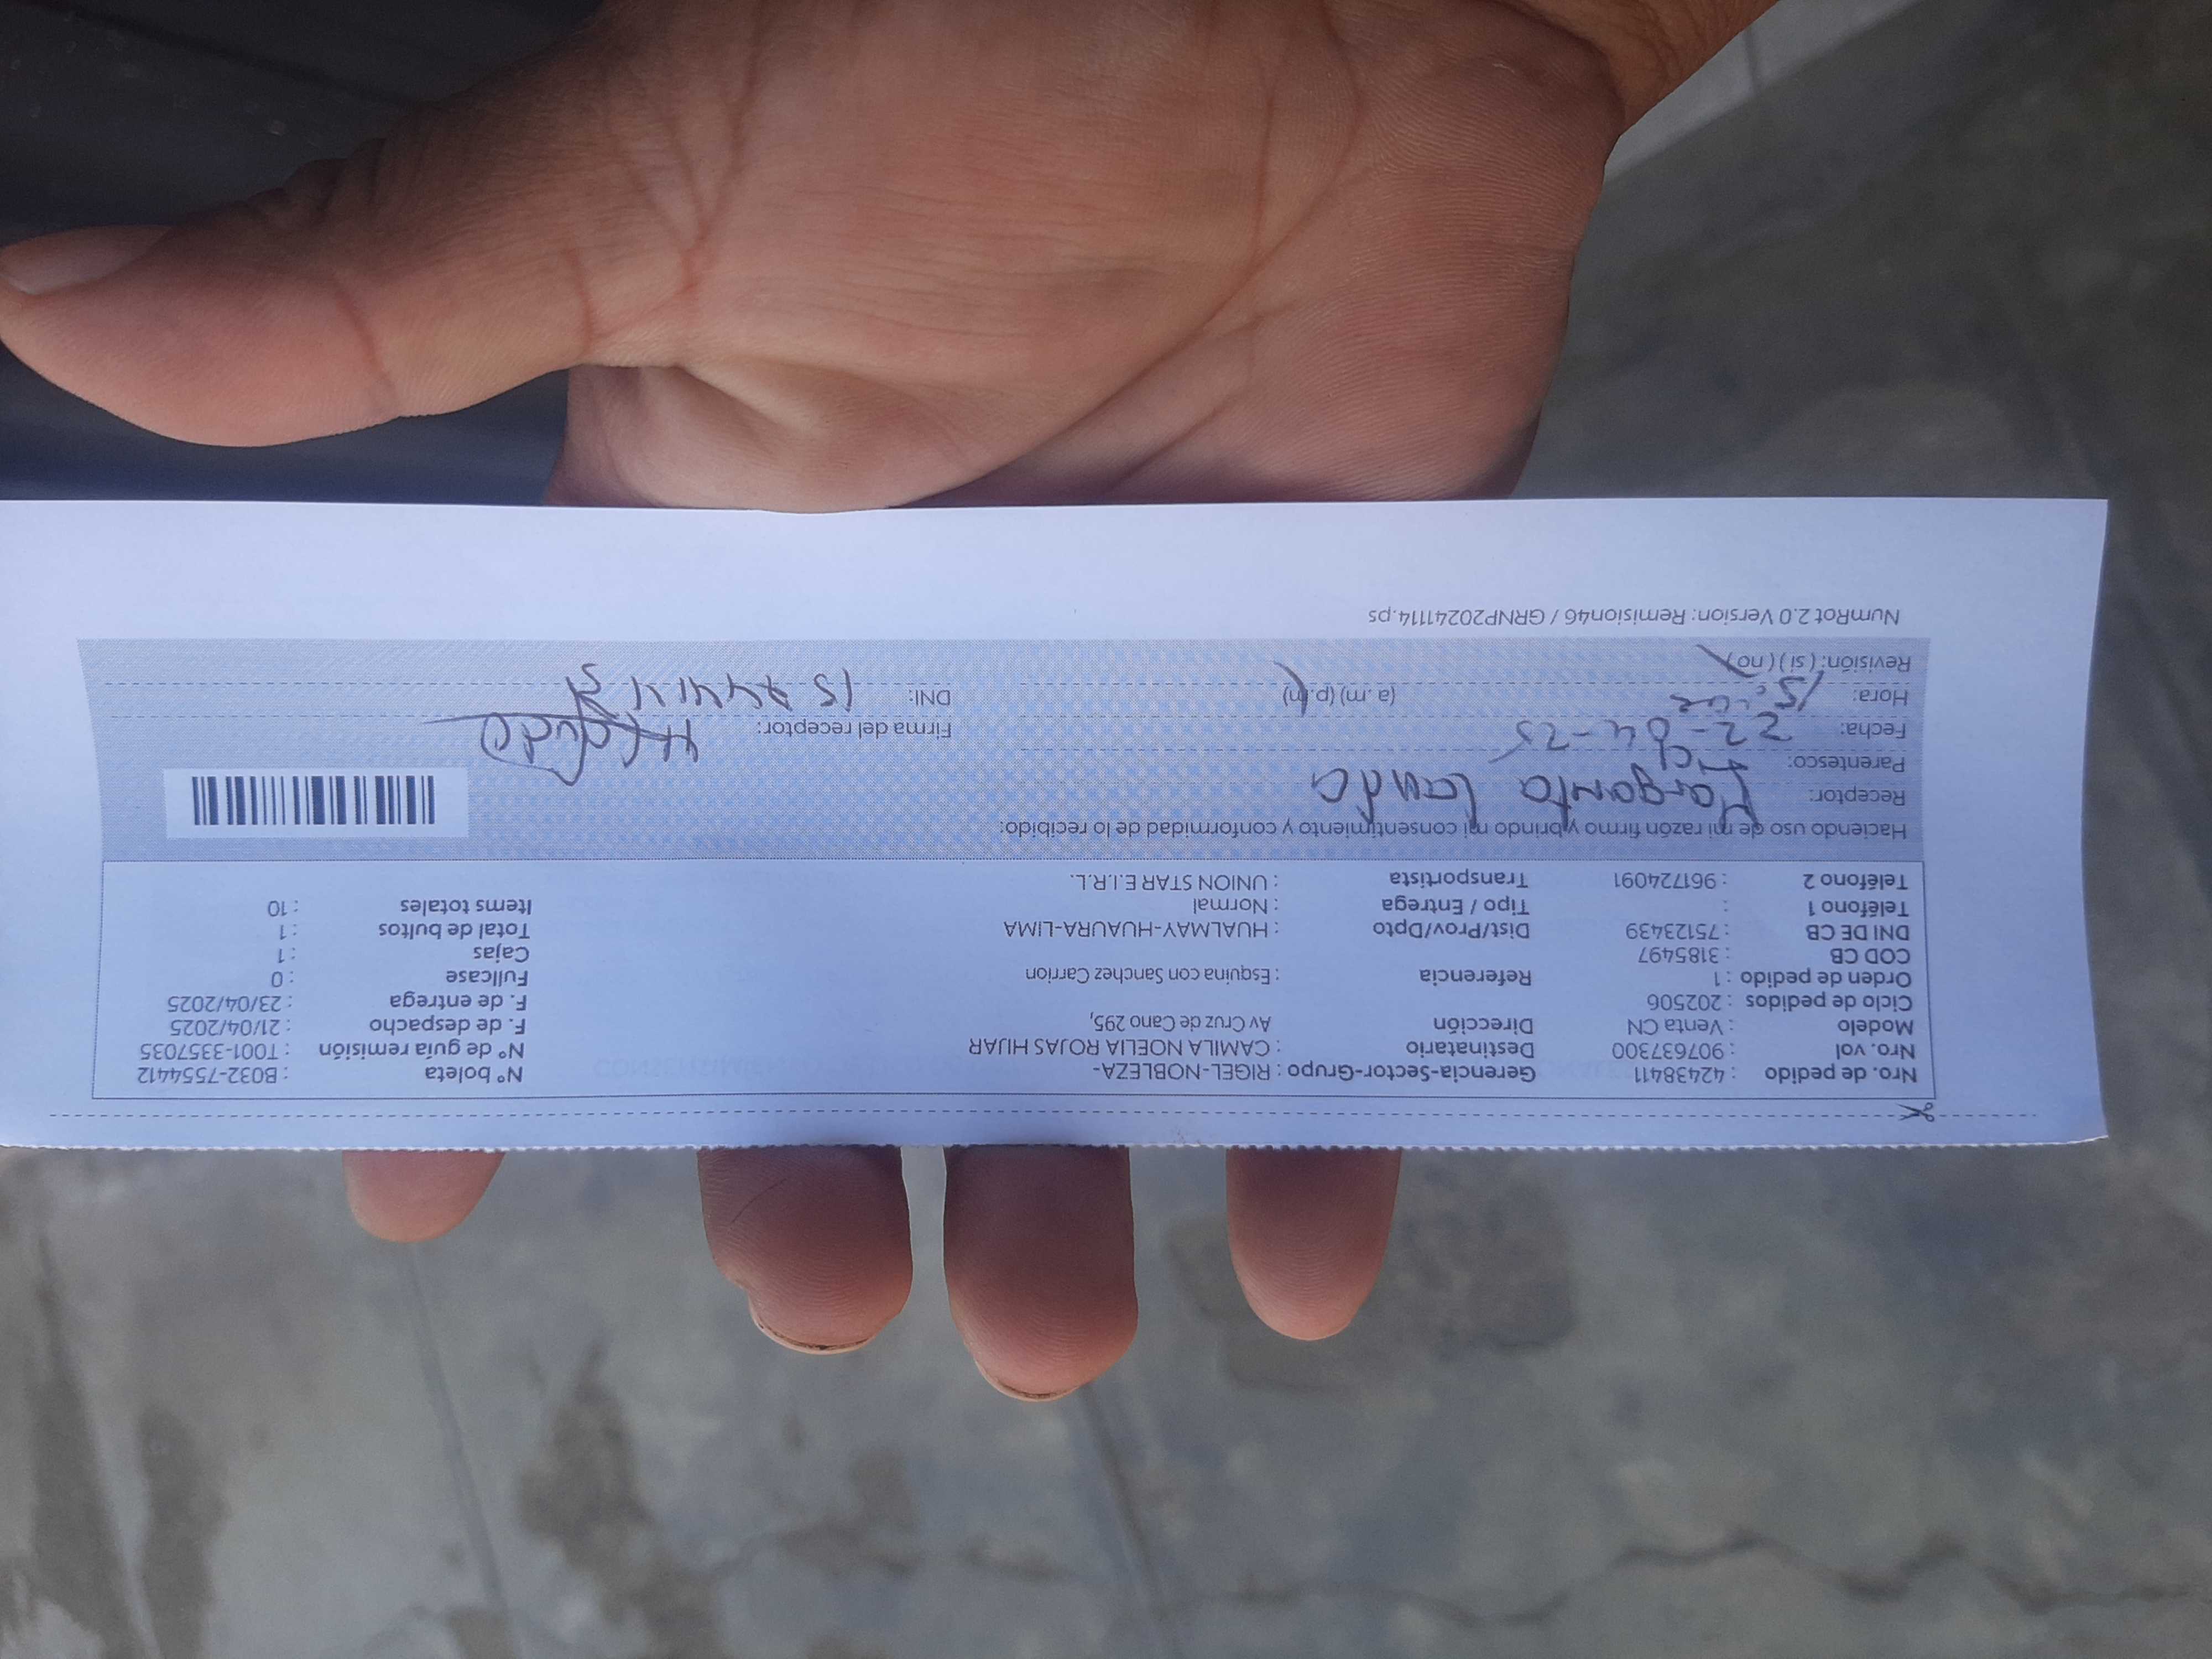 Nro. de pedido : 42438411 Gerencia-Sector-Grupo : RIGEL-NOBLEZA- N° boleta : B032-7554412
Nro. vol : 907637300 Destinatario : CAMILA NOELIA ROJAS HIJAR N° de guía remisión : T001-3357035
Modelo : Venta CN Dirección Av Cruz de Cano 295, F. de despacho : 21/04/2025
Ciclo de pedidos : 202506 F. de entrega : 23/04/2025
Orden de pedido : 1 Referencia : Esquina con Sanchez Carrion Fullcase : 0
COD CB : 3185497 Cajas : 1
DNI DE CB : 75123439 Dist/Prov/Dpto : HUALMAY-HUAURA-LIMA Total de bultos : 1
Teléfono 1 : Tipo / Entrega : Normal Items totales : 10
Teléfono 2 : 961724091 Transportista : UNION STAR E.I.R.L.
Haciendo uso de mi razón firmo y brindo mi consentimiento y conformidad de lo recibido:
Receptor: Margarita Landa
Parentesco:
Fecha: 22-04-25 Firma del receptor:
Hora: (a. m) (p. m) DNI:
Revisión: ( si ) ( no )
NumRot 2.0 Version: Remision46 / GRNP20241114.ps